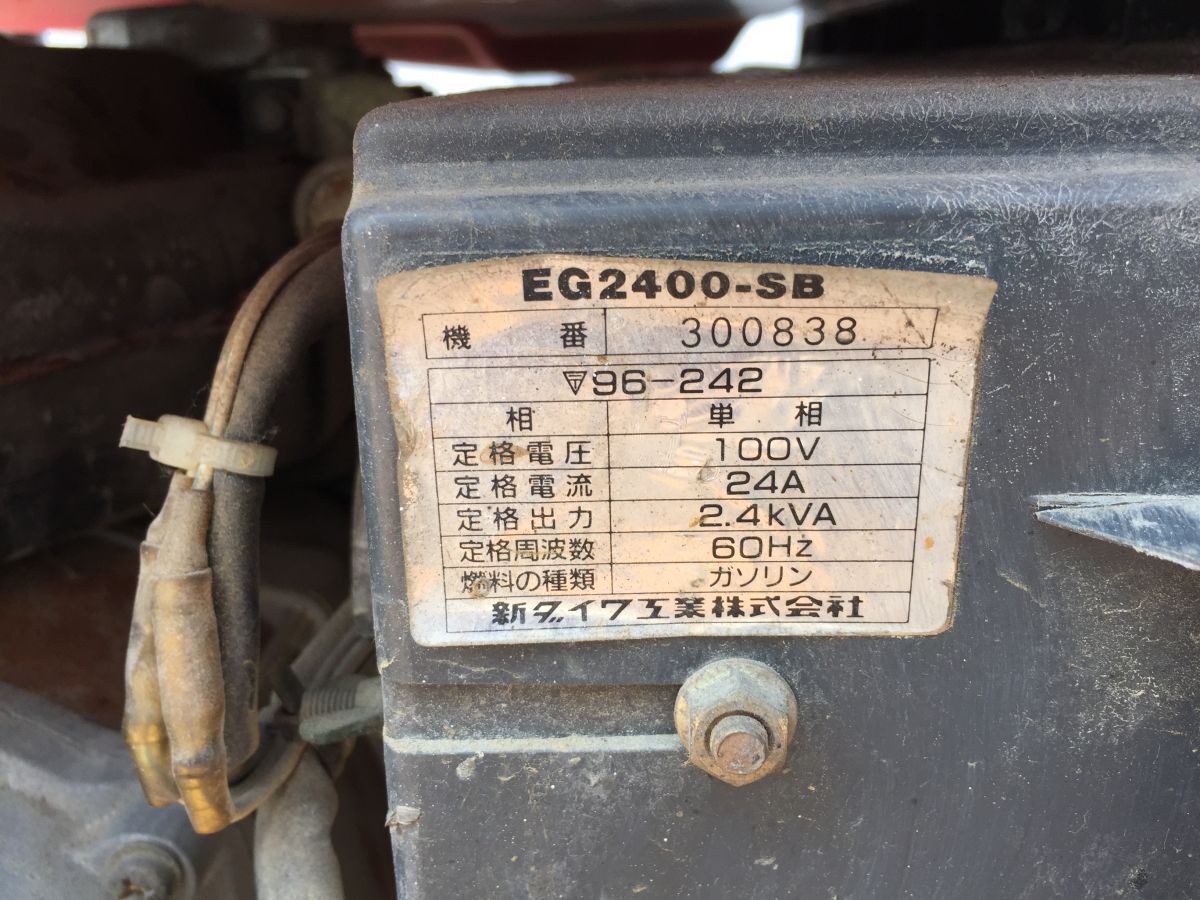 EG2400-SB
機番 300838
96-242
相 単相
定格電圧 100V
定格電流 24A
定格出力 2.4kVA
定格周波数 60Hz
燃料の種類 ガソリン
新ダイワ工業株式会社